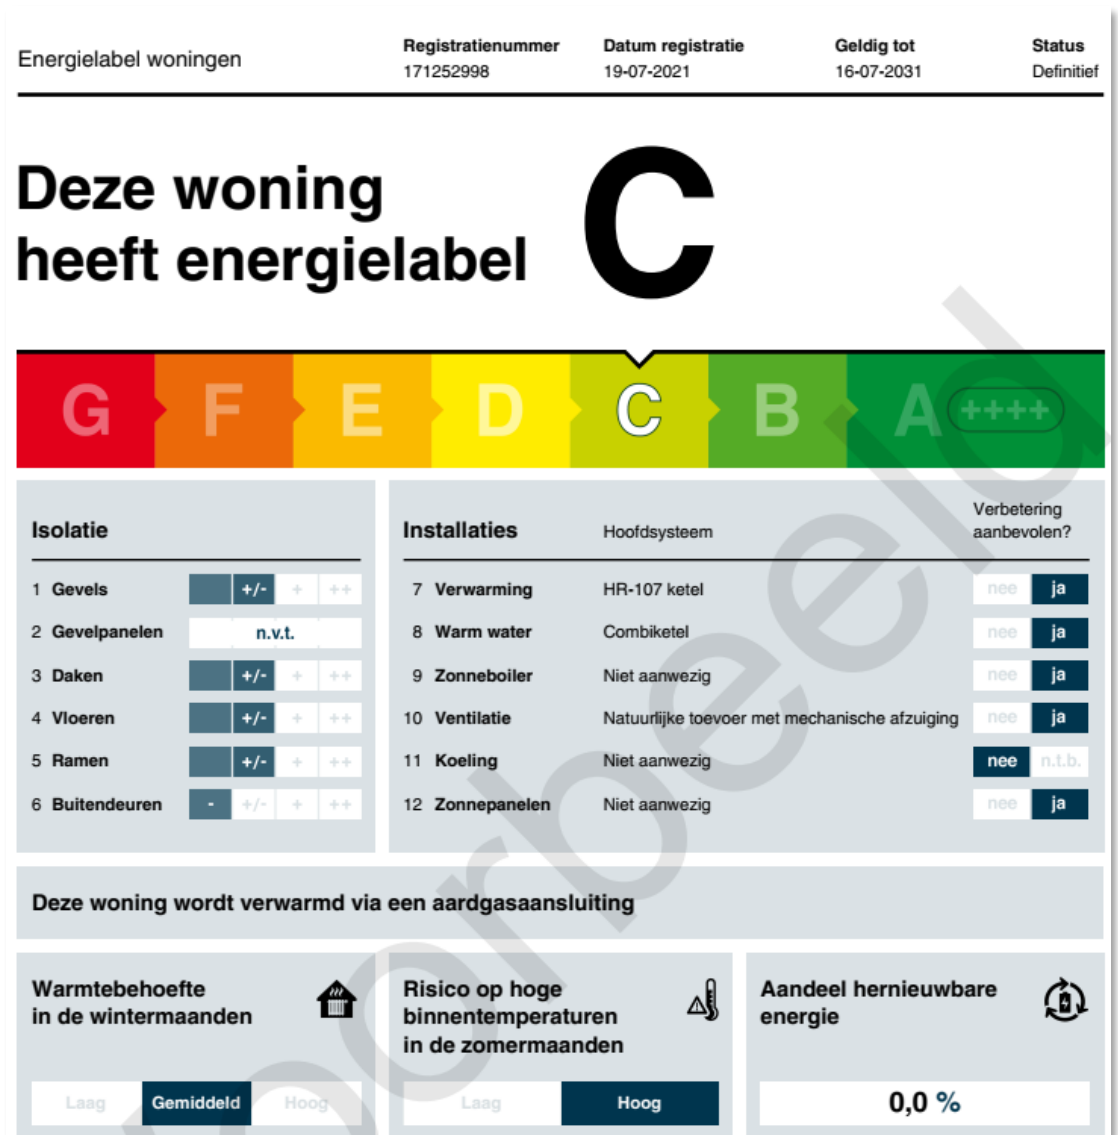 Energielabel woningen
Registratienummer
171252998
Datum registratie
19-07-2021
Geldig tot
16-07-2031
Status
Definitief
Deze woning
heeft energielabel
C
G F E D C B A ++++
Isolatie
1 Gevels +/- + ++
2 Gevelpanelen n.v.t.
3 Daken +/- + ++
4 Vloeren +/- + ++
5 Ramen +/- + ++
6 Buitendeuren - +/- + ++
Installaties Hoofdsysteem Verbetering
aanbevolen?
7 Verwarming HR-107 ketel nee ja
8 Warm water Combiketel nee ja
9 Zonneboiler Niet aanwezig nee ja
10 Ventilatie Natuurlijke toevoer met mechanische afzuiging nee ja
11 Koeling Niet aanwezig nee n.t.b.
12 Zonnepanelen Niet aanwezig nee ja
Deze woning wordt verwarmd via een aardgasaansluiting
Warmtebehoefte
in de wintermaanden
Laag Gemiddeld Hoog
Risico op hoge
binnentemperaturen
in de zomermaanden
Laag Hoog
Aandeel hernieuwbare
energie
0,0 %
orbeeld